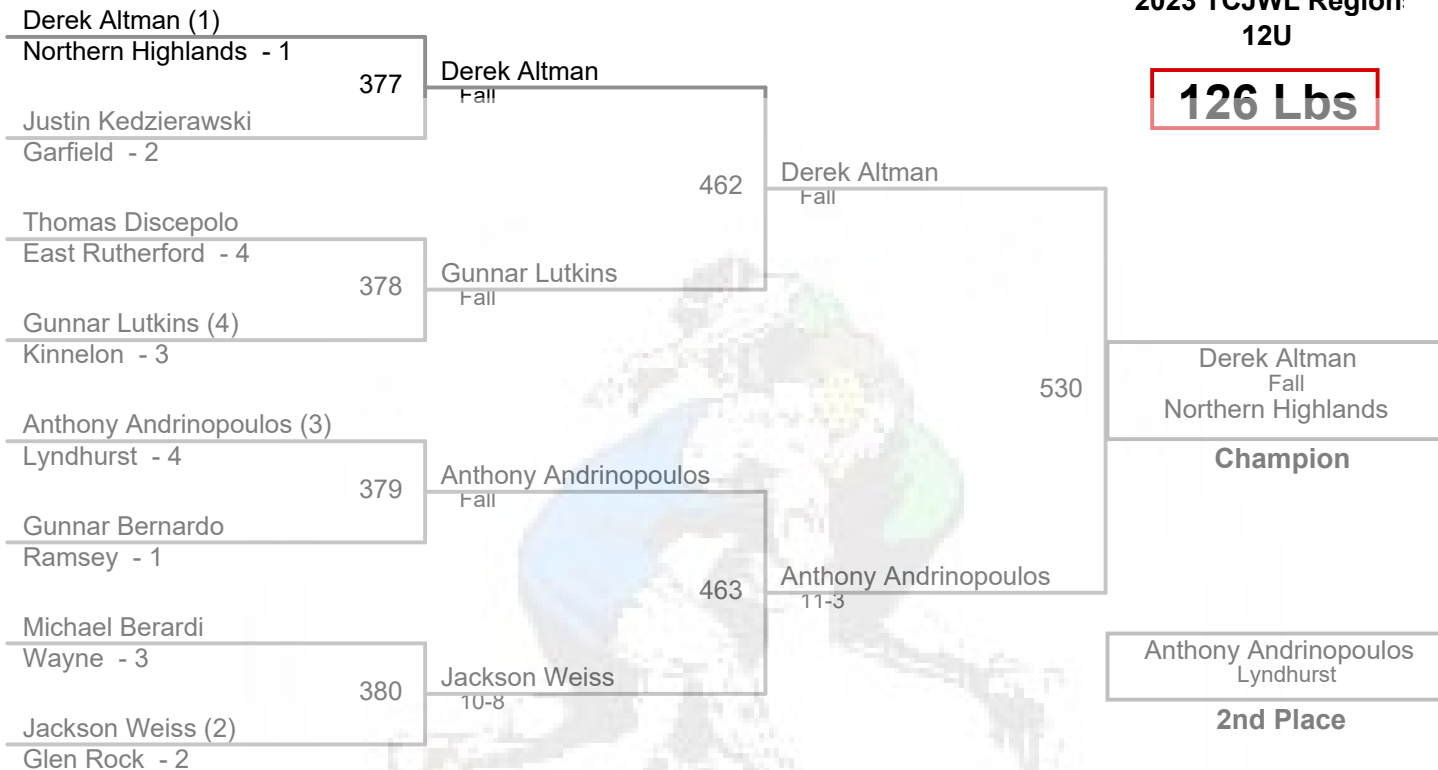 2023 TCJWL
12U
126 Lbs
Derek Altman (1)
Northern Highlands - 1
377
Derek Altman
Fall
Justin Kedzierawski
Garfield - 2
462
Derek Altman
Fall
Thomas Discepolo
East Rutherford - 4
378
Gunnar Lutkins
Fall
Gunnar Lutkins (4)
Kinnelon - 3
530
Derek Altman
Fall
Northern Highlands
Champion
Anthony Andrinopoulos (3)
Lyndhurst - 4
379
Anthony Andrinopoulos
Fall
Gunnar Bernardo
Ramsey - 1
463
Anthony Andrinopoulos
11-3
Michael Berardi
Wayne - 3
380
Jackson Weiss
10-8
Jackson Weiss (2)
Glen Rock - 2
Anthony Andrinopoulos
Lyndhurst
2nd Place